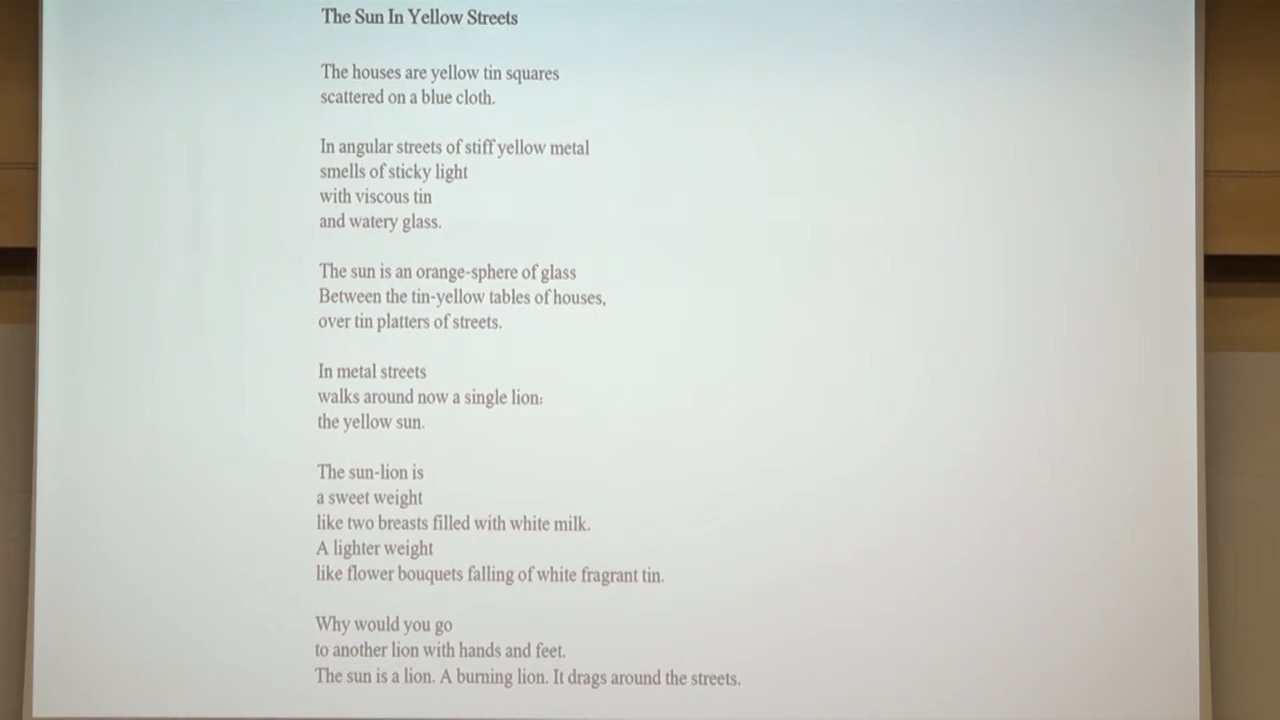 The Sun In Yellow Streets
The houses are yellow tin squares
scattered on a blue cloth.
In angular streets of stiff yellow metal
smells of sticky light
with viscous tin
and watery glass.
The sun is an orange-sphere of glass
Between the tin-yellow tables of houses,
over tin platters of streets.
In metal streets
walks around now a single lion:
the yellow sun.
The sun-lion is
a sweet weight
like two breasts filled with white milk.
A lighter weight
like flower bouquets falling of white fragrant tin.
Why would you go
to another lion with hands and feet.
The sun is a lion. A burning lion. It drags around the streets.